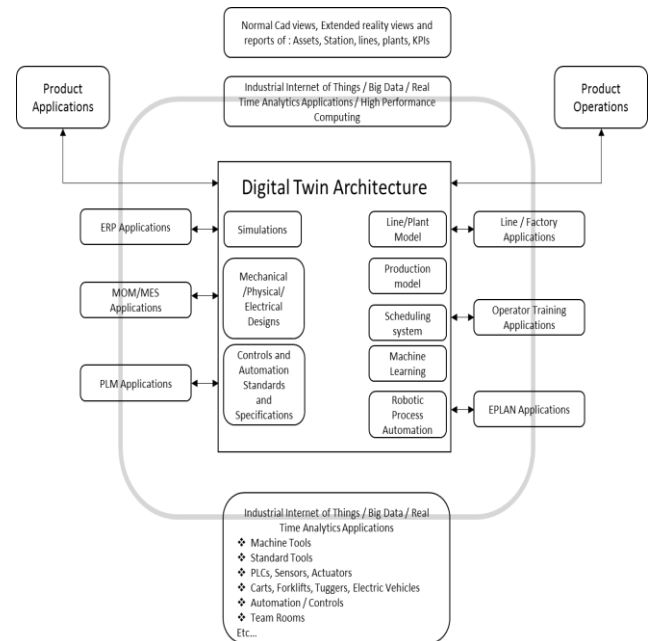 Normal Cad views, Extended reality views and
reports of : Assets, Station, lines, plants, KPIs
Product
Applications
Industrial Internet of Things / Big Data / Real
Time Analytics Applications / High Performance
Computing
Product
Operations
Digital Twin Architecture
ERP Applications
Simulations
Line/Plant
Model
Line / Factory
Applications
MOM/MES
Applications
Mechanical
/Physical/
Electrical
Designs
Production
model
Scheduling
system
Operator Training
Applications
PLM Applications
Controls and
Automation
Standards
and
Specifications
Machine
Learning
Robotic
Process
Automation
EPLAN Applications
Industrial Internet of Things / Big Data / Real
Time Analytics Applications
❖ Machine Tools
❖ Standard Tools
❖ PLCs, Sensors, Actuators
❖ Carts, Forklifts, Tuggers, Electric Vehicles
❖ Automation / Controls
❖ Team Rooms
Etc...